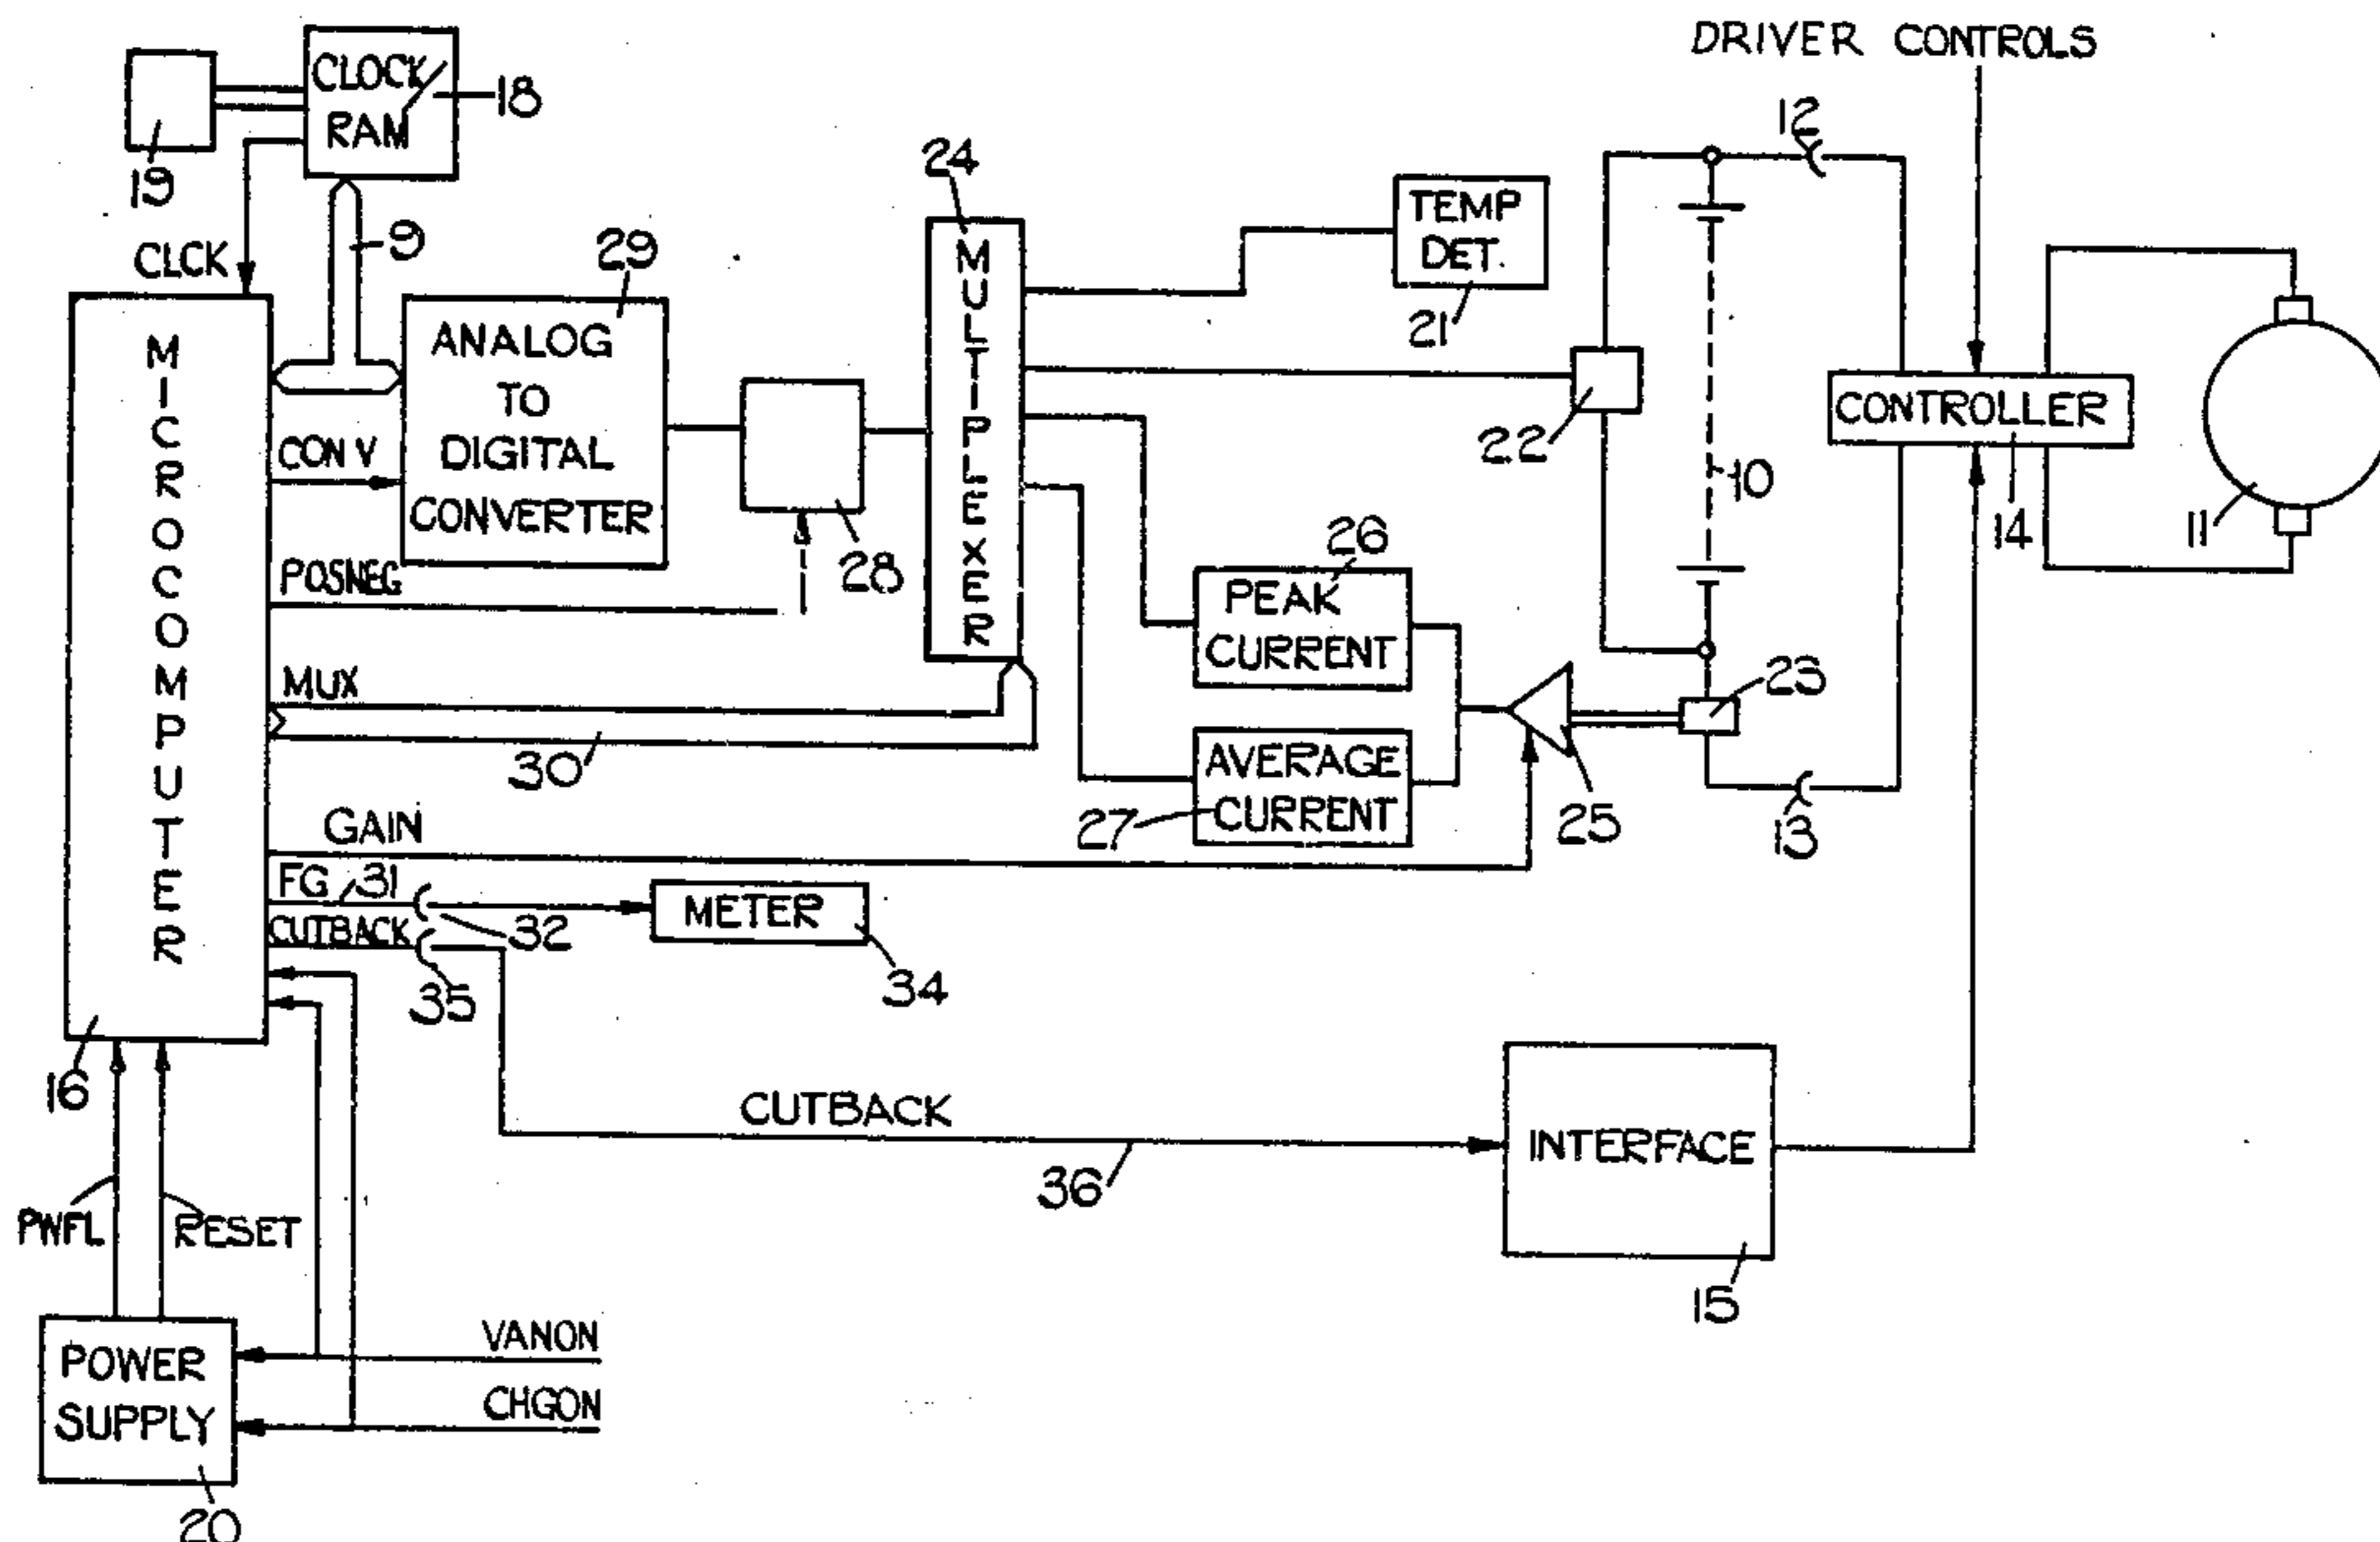 DRIVER CONTROLS
CLOCK
RAM
18
19
12
24
TEMP
DET.
21
9
CLCK
29
ANALOG
TO
DIGITAL
CONVERTER
MICROCOMPUTER
MULTIPLEXER
CONV
28
22
10
CONTROLLER
14
11
POSNEG
26
PEAK
CURRENT
23
MUX
30
AVERAGE
CURRENT
27
25
13
GAIN
FG
31
32
METER
34
CUTBACK
35
16
CUTBACK
36
INTERFACE
15
PWFL
RESET
VANON
CHGON
POWER
SUPPLY
20